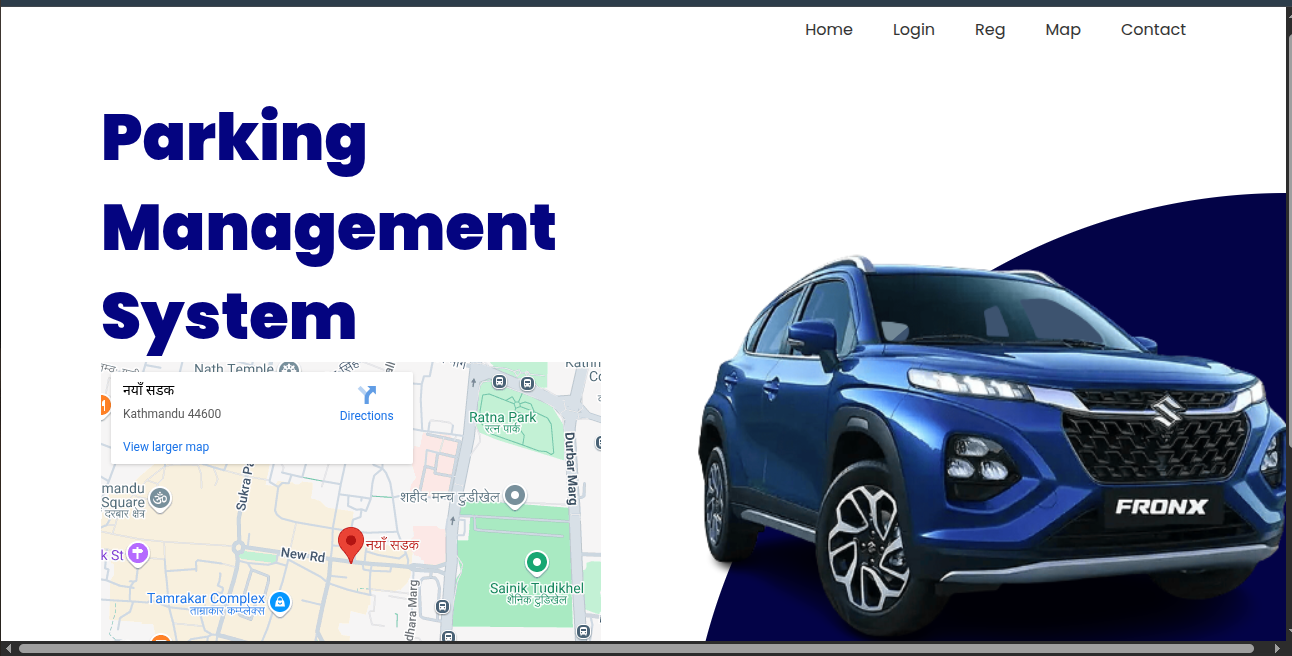 Home Login Reg Map Contact
Parking
Management
System
Nath Temple
नयाँ सडक
Kathmandu 44600
Directions
View larger map
Ratna Park
रत्न पार्क
Durbar Marg
mandu
Square
दरबार क्षेत्र
शहीद मन्च टुडीखेल
New Rd
नयाँ सडक
k St
Sainik Tudikhel
शैनिक टुडिखेल
Tamrakar Complex
ताम्राकार कम्प्लेक्स
dhara Marg
FRONX